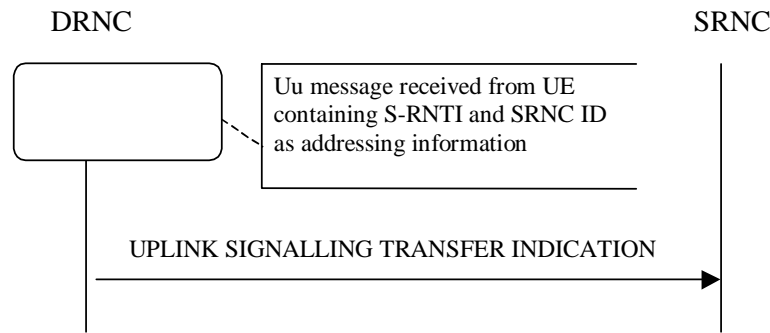 DRNC
SRNC
Uu message received from UE
containing S-RNTI and SRNC ID
as addressing information
UPLINK SIGNALLING TRANSFER INDICATION